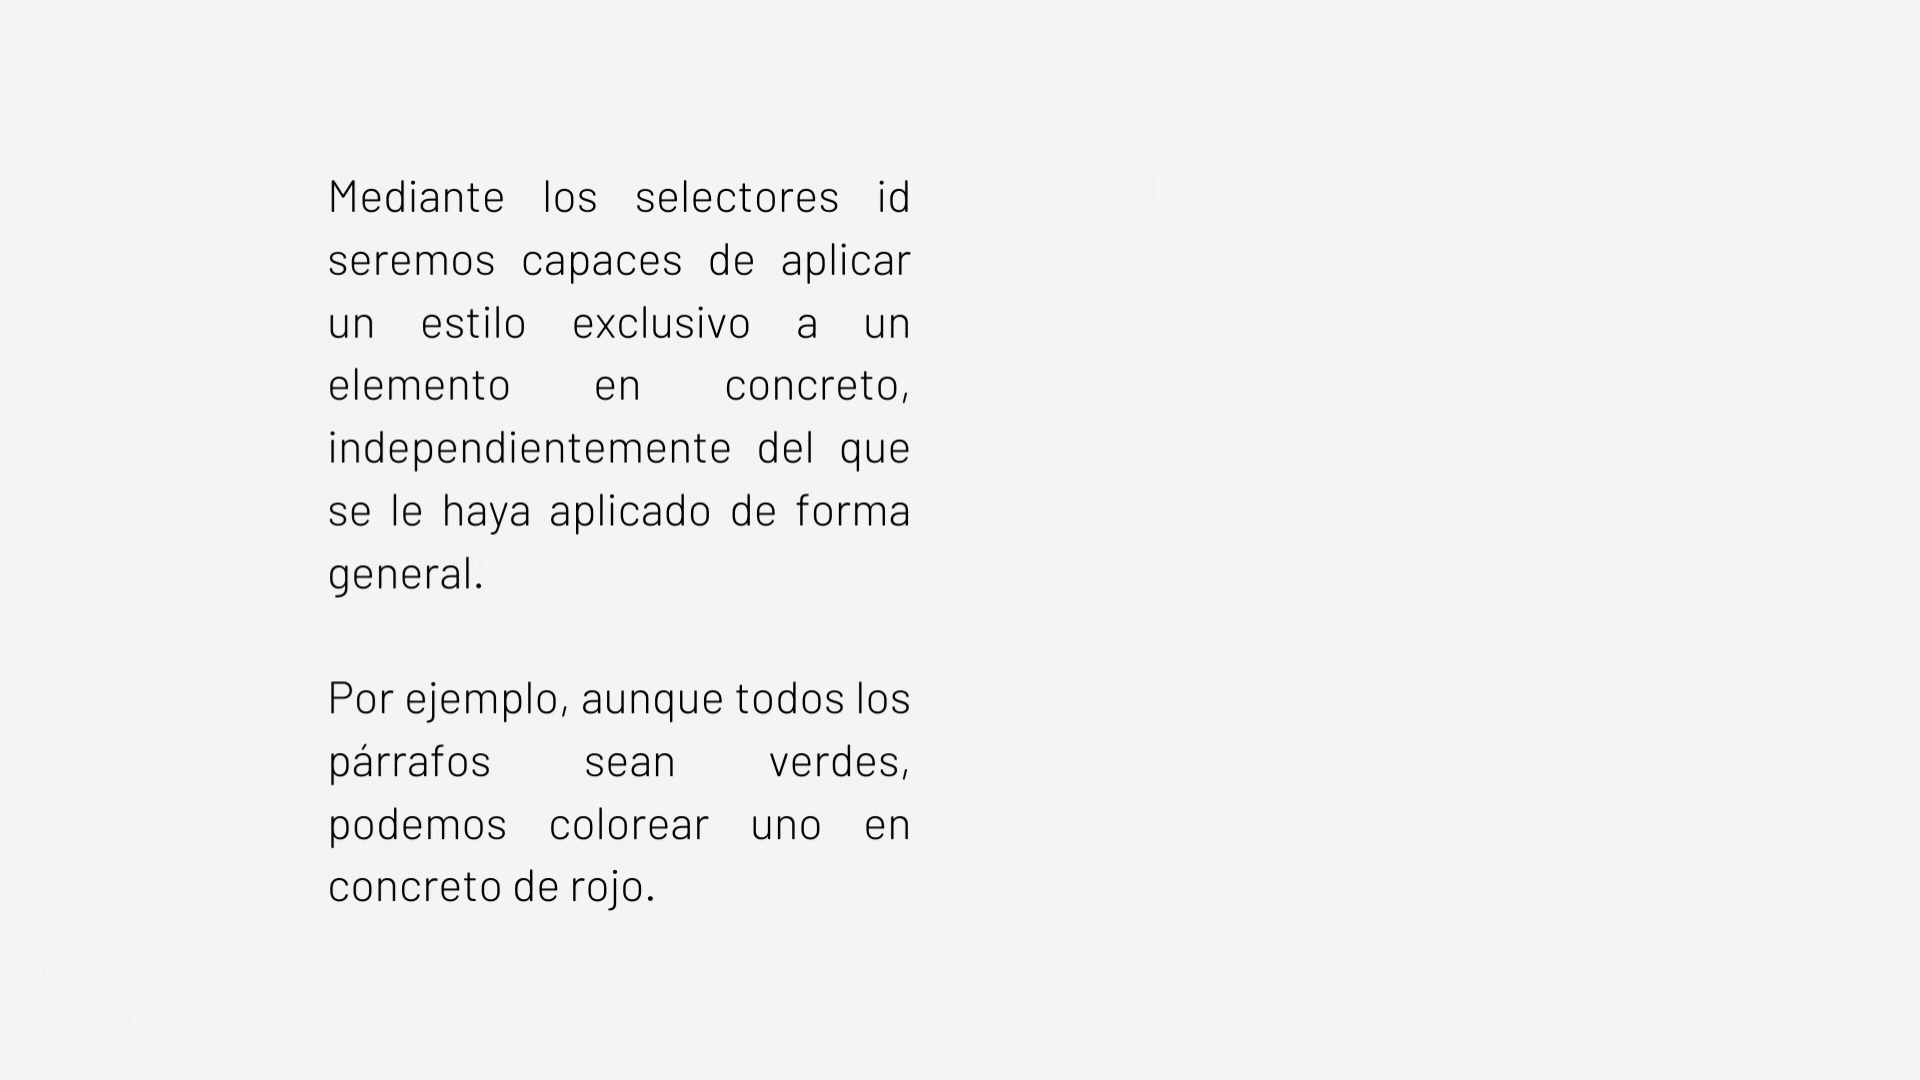 Mediante los selectores id
seremos capaces de aplicar
un estilo exclusivo a un
elemento en concreto,
independientemente del que
se le haya aplicado de forma
general.
Por ejemplo, aunque todos los
párrafos sean verdes,
podemos colorear uno en
concreto de rojo.